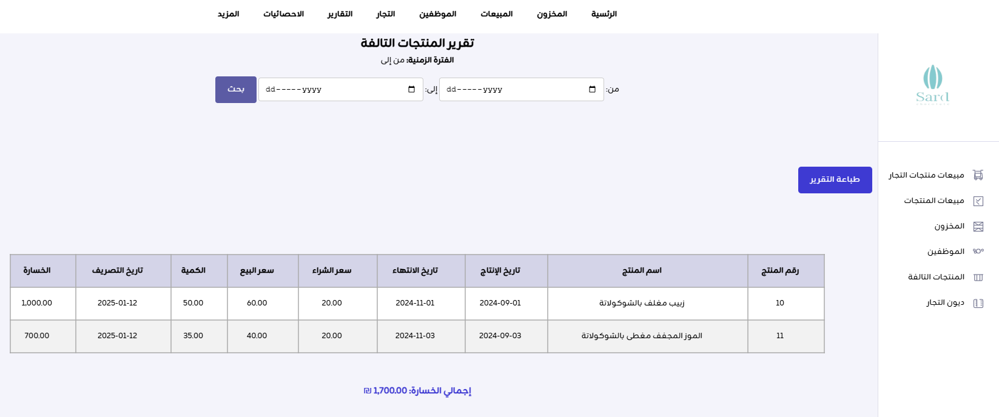 الرئسية المخزون المبيعات الموظفين التجار التقارير الاحصائيات المزيد
Sard
تقرير المنتجات التالفة
الفترة الزمنية: من إلى
من: dd-----yyyy إلى: dd-----yyyy بحث
طباعة التقرير
مبيعات منتجات التجار
مبيعات المنتجات
المخزون
الموظفين
المنتجات التالفة
ديون التجار
رقم المنتج اسم المنتج تاريخ الإنتاج تاريخ الانتهاء سعر الشراء سعر البيع الكمية تاريخ التصريف الخسارة
10 زبيب مغلف بالشوكولاتة 2024-09-01 2024-11-01 20.00 60.00 50.00 2025-01-12 1,000.00
11 الموز المجفف مغطى بالشوكولاتة 2024-09-03 2024-11-03 20.00 40.00 35.00 2025-01-12 700.00
إجمالي الخسارة: 1,700.00 ₪